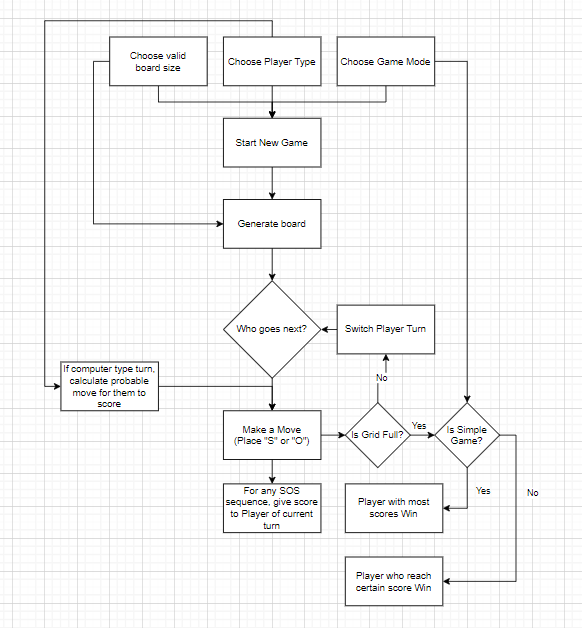 Choose valid
board size
Choose Player Type
Choose Game Mode
Start New Game
Generate board
Who goes next?
Switch Player Turn
If computer type turn,
calculate probable
move for them to
score
No
Make a Move
(Place "S" or "O")
Is Grid Full?
Yes
Is Simple
Game?
For any SOS
sequence, give score
to Player of current
turn
Player with most
scores Win
Yes
No
Player who reach
certain score Win